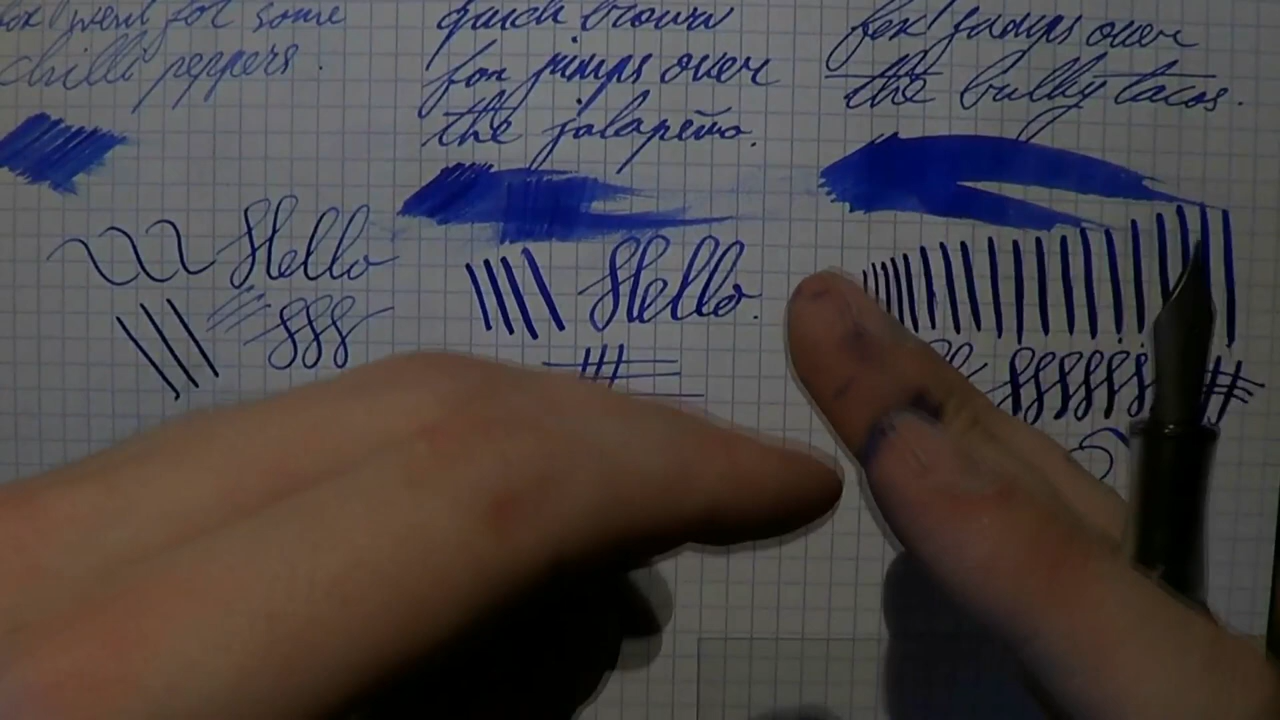 fox went for some
chilli peppers.
quick brown
fox jumps over
the jalapeño.
fox jumps over
the bulky tacos.
Hello
Hello.